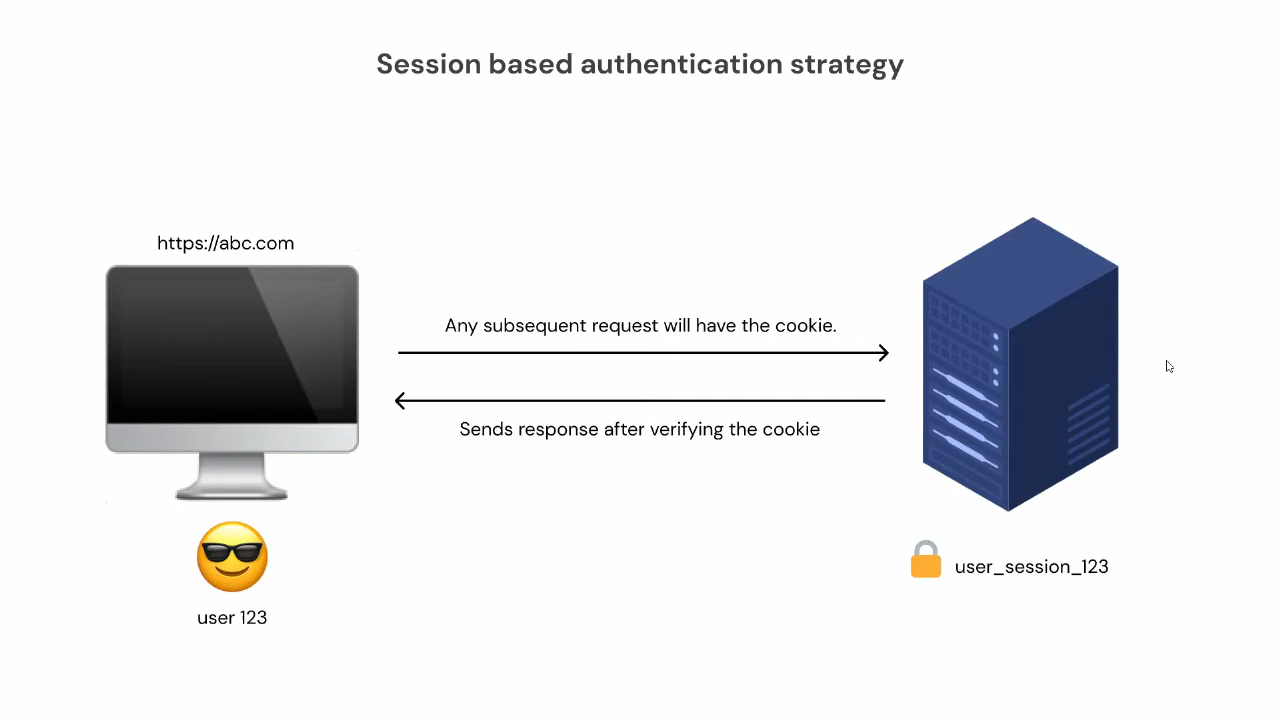 Session based authentication strategy
https://abc.com
Any subsequent request will have the cookie.
Sends response after verifying the cookie
user_session_123
user 123